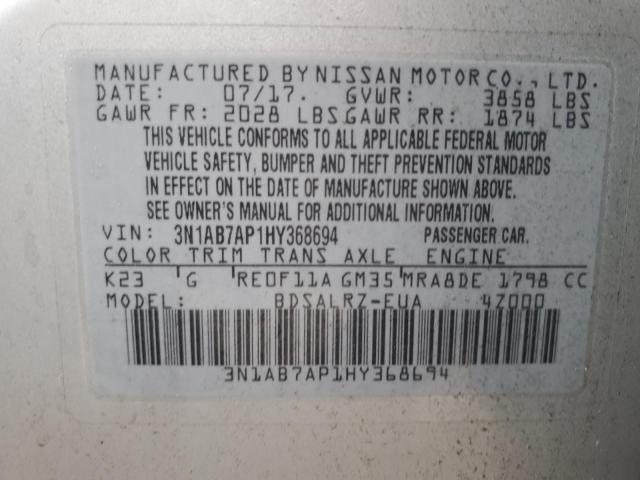 MANUFACTURED BY NISSAN MOTOR CO., LTD.
DATE: 07/17. GVWR: 3858 LBS
GAWR FR: 2028 LBS GAWR RR: 1874 LBS
THIS VEHICLE CONFORMS TO ALL APPLICABLE FEDERAL MOTOR
VEHICLE SAFETY, BUMPER AND THEFT PREVENTION STANDARDS
IN EFFECT ON THE DATE OF MANUFACTURE SHOWN ABOVE.
SEE OWNER'S MANUAL FOR ADDITIONAL INFORMATION.
VIN: 3N1AB7AP1HY368694 PASSENGER CAR.
COLOR TRIM TRANS AXLE ENGINE
K23 G RE0F11A GM35 MRA8DE 1798 CC
MODEL: BDSALRZ-EUA 4Z000
3N1AB7AP1HY368694